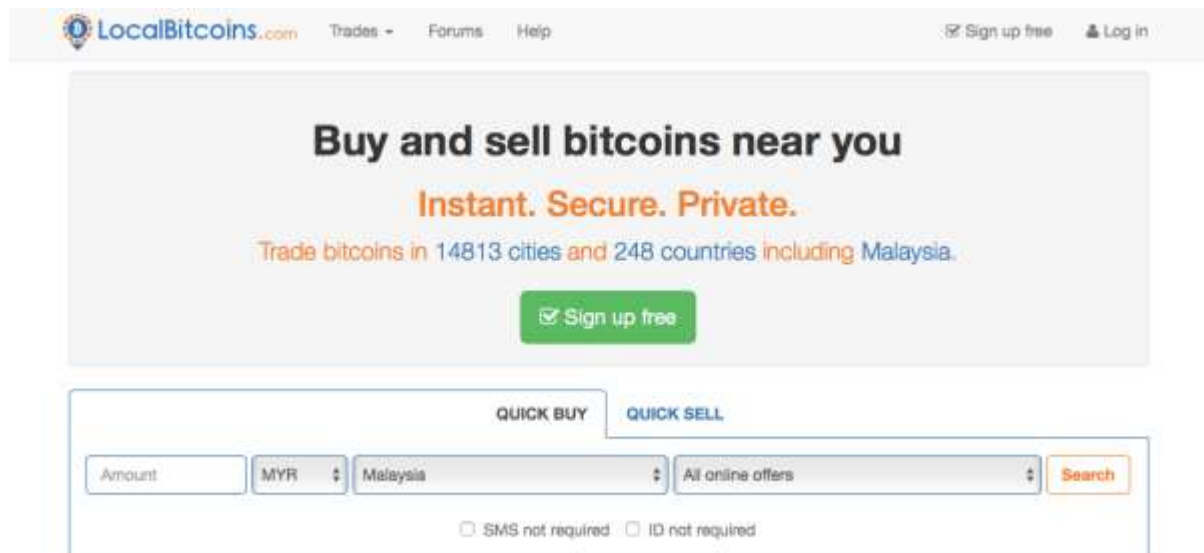 LocalBitcoins.com Trades Forums Help Sign up free Log in
Buy and sell bitcoins near you
Instant. Secure. Private.
Trade bitcoins in 14813 cities and 248 countries including Malaysia.
Sign up free
QUICK BUY QUICK SELL
Amount MYR Malaysia All online offers Search
SMS not required ID not required